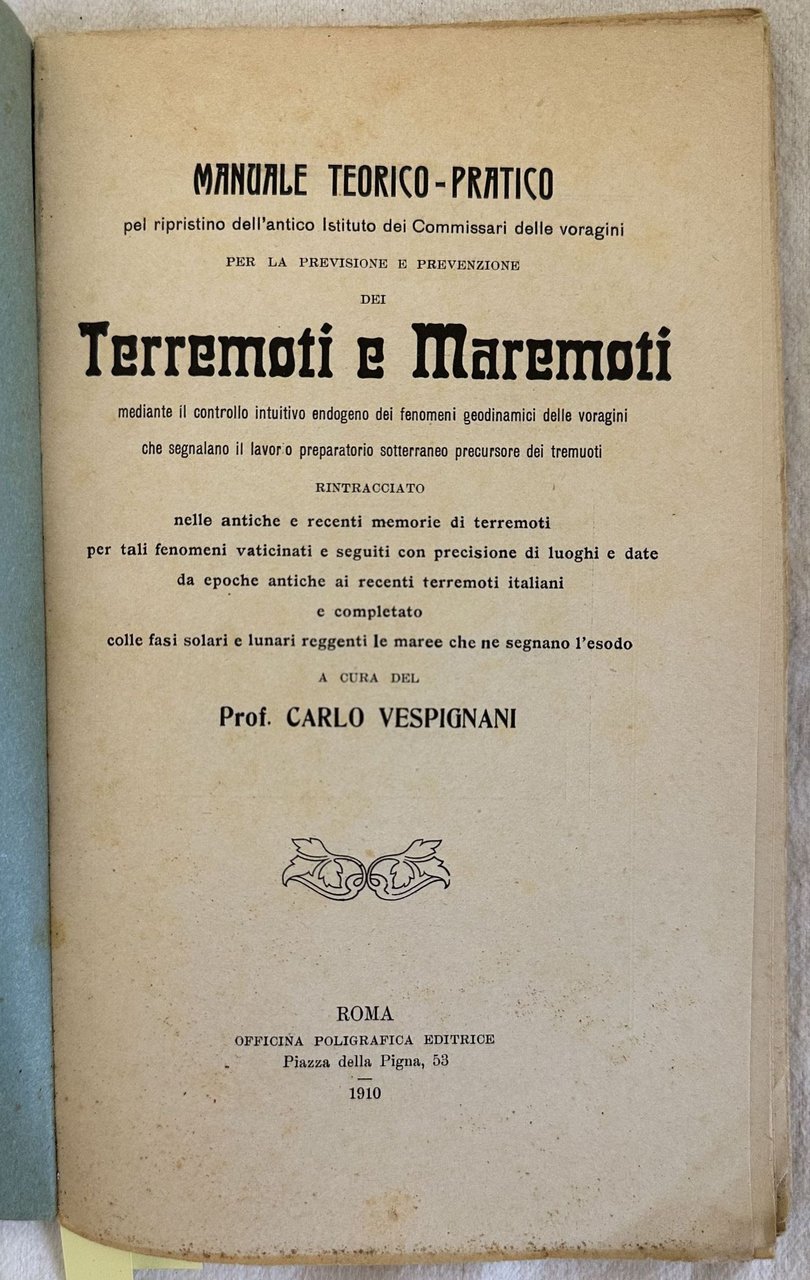 MANUALE TEORICO-PRATICO
pel ripristino dell'antico Istituto dei Commissari delle voragini
PER LA PREVISIONE E PREVENZIONE
DEI
Terremoti e Maremoti
mediante il controllo intuitivo endogeno dei fenomeni geodinamici delle voragini
che segnalano il lavoro preparatorio sotterraneo precursore dei tremuoti
RINTRACCIATO
nelle antiche e recenti memorie di terremoti
per tali fenomeni vaticinati e seguiti con precisione di luoghi e date
da epoche antiche ai recenti terremoti italiani
e completato
colle fasi solari e lunari reggenti le maree che ne segnano l'esodo
A CURA DEL
Prof. CARLO VESPIGNANI
ROMA
OFFICINA POLIGRAFICA EDITRICE
Piazza della Pigna, 53
1910